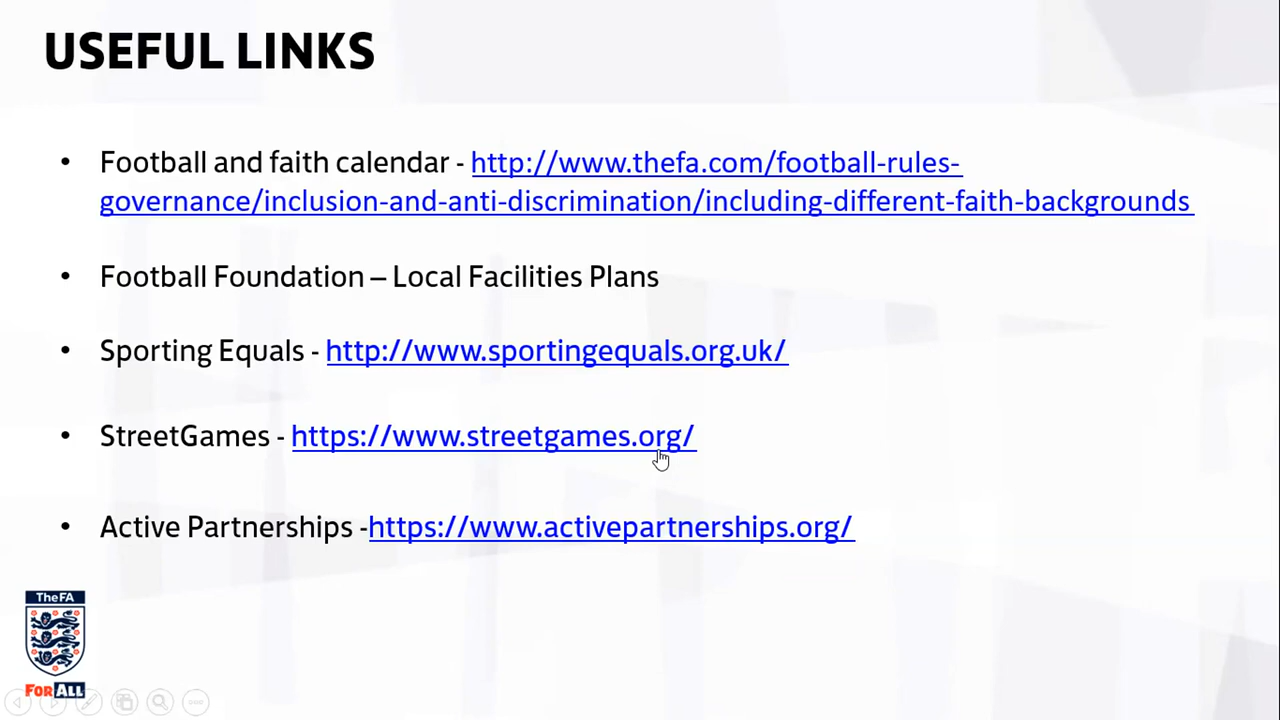 USEFUL LINKS
• Football and faith calendar - http://www.thefa.com/football-rules-
governance/inclusion-and-anti-discrimination/including-different-faith-backgrounds
• Football Foundation – Local Facilities Plans
• Sporting Equals - http://www.sportingequals.org.uk/
• StreetGames - https://www.streetgames.org/
• Active Partnerships -https://www.activepartnerships.org/
The FA
FOR ALL